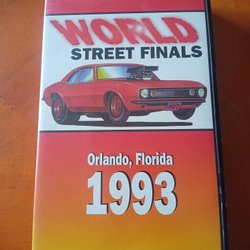 WORLD
STREET FINALS
Orlando, Florida
1993